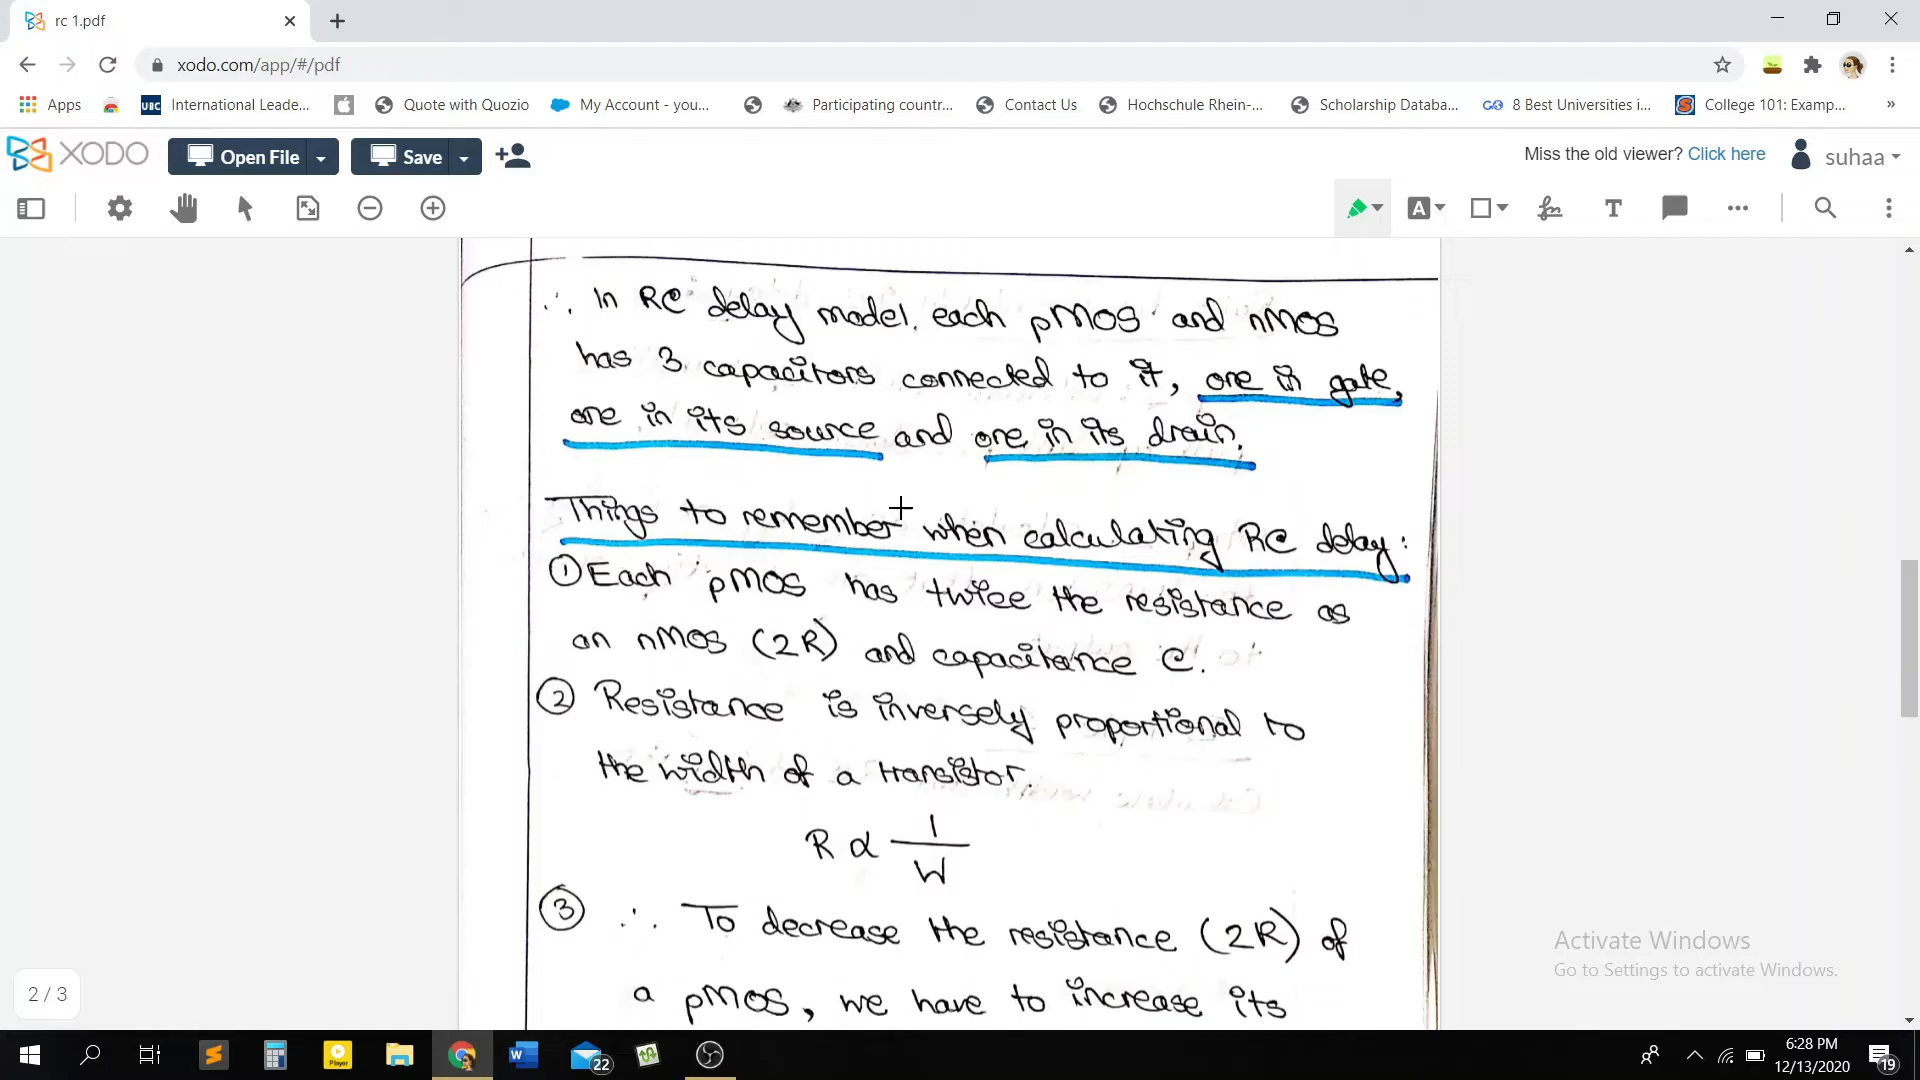 rc 1.pdf
xodo.com/app/#/pdf
Apps
UBC
International Leade...
Quote with Quozio
My Account - you...
Participating countr...
Contact Us
Hochschule Rhein-...
Scholarship Databa...
8 Best Universities i...
College 101: Examp...
»
XODO
Open File
Save
Miss the old viewer? Click here
suhaa
A
T
∴ In RC delay model, each pMOS and nMOS
has 3 capacitors connected to it, one in gate,
one in its source and one in its drain.
Things to remember when calculating RC delay:
① Each pMOS has twice the resistance as
an nMOS (2R) and capacitance C.
② Resistance is inversely proportional to
the width of a transistor.
R ∝ 1/W
③ ∴ To decrease the resistance (2R) of
a pMOS, we have to increase its
2 / 3
Activate Windows
Go to Settings to activate Windows.
Player
W
22
6:28 PM
12/13/2020
19